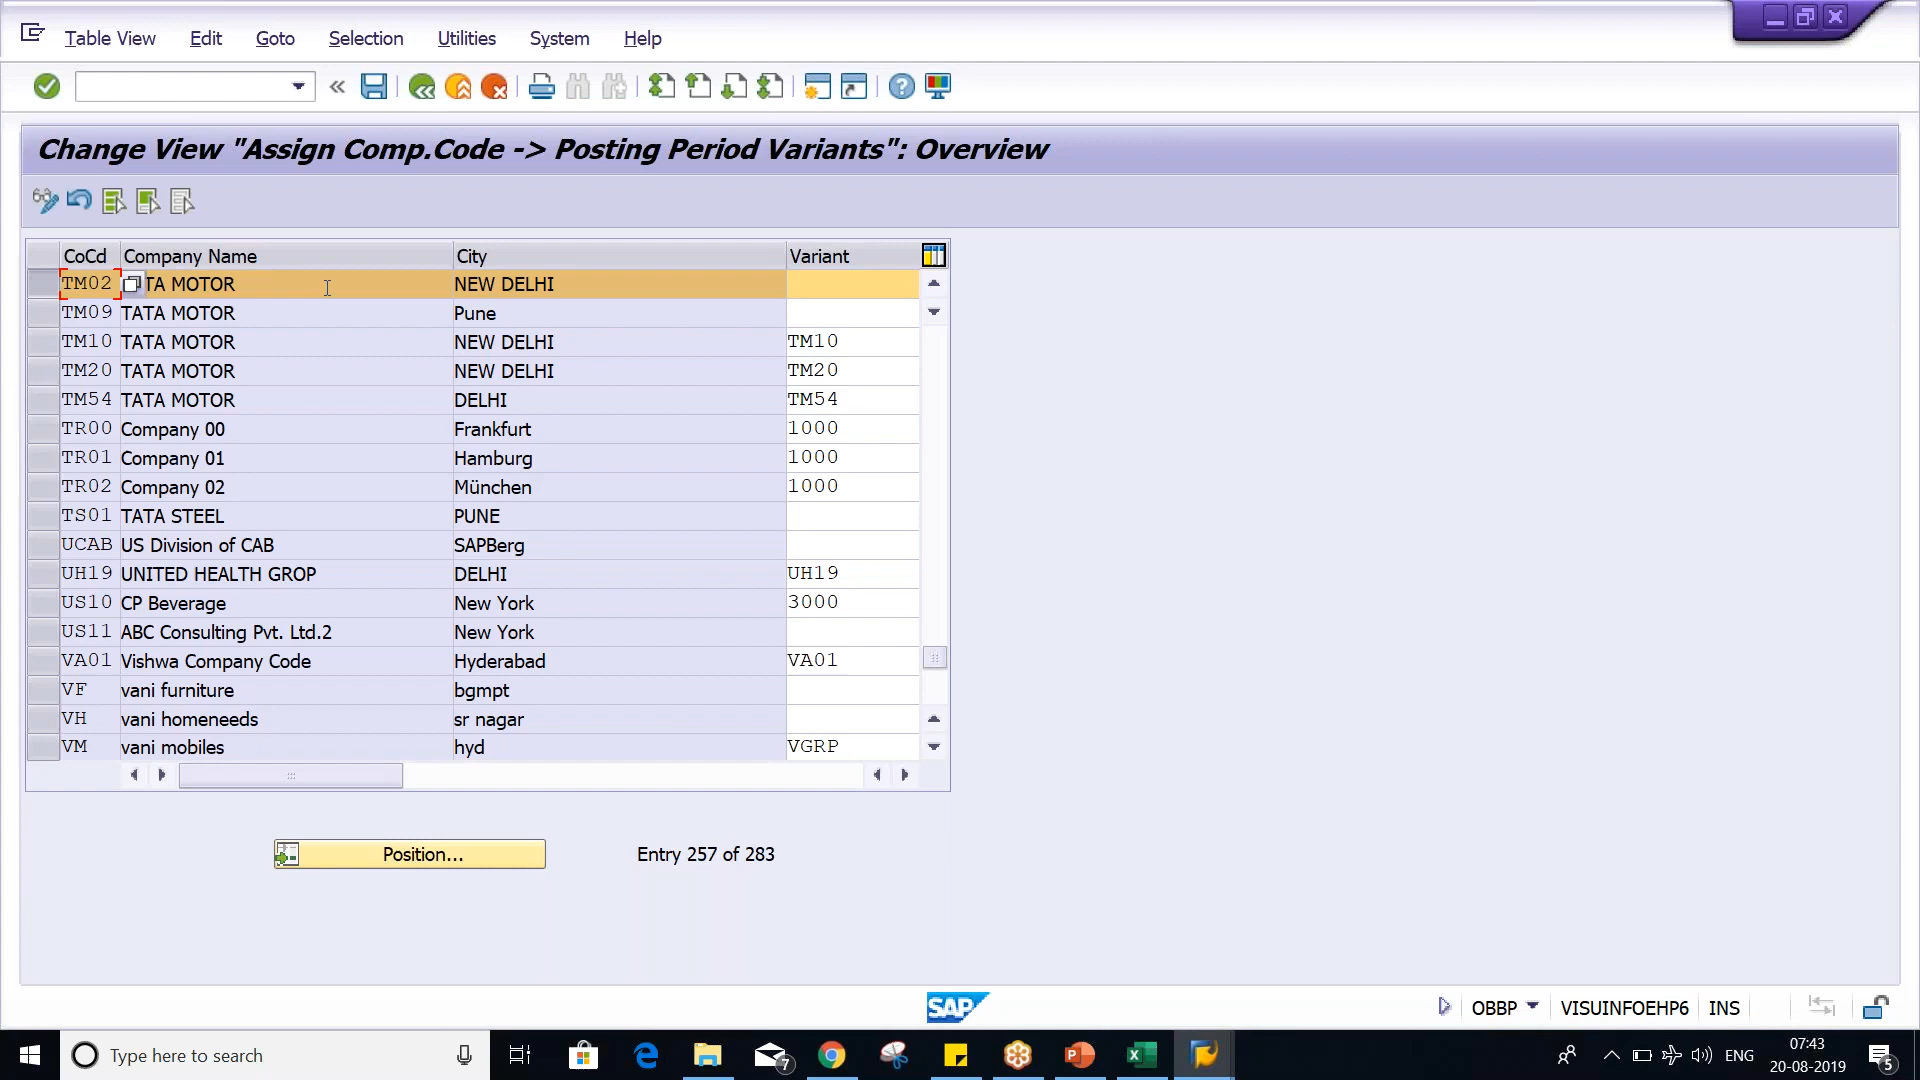 Table View Edit Goto Selection Utilities System Help
Change View "Assign Comp.Code -> Posting Period Variants": Overview
CoCd Company Name City Variant
TM02 TA MOTOR NEW DELHI
TM09 TATA MOTOR Pune
TM10 TATA MOTOR NEW DELHI TM10
TM20 TATA MOTOR NEW DELHI TM20
TM54 TATA MOTOR DELHI TM54
TR00 Company 00 Frankfurt 1000
TR01 Company 01 Hamburg 1000
TR02 Company 02 München 1000
TS01 TATA STEEL PUNE
UCAB US Division of CAB SAPBerg
UH19 UNITED HEALTH GROP DELHI UH19
US10 CP Beverage New York 3000
US11 ABC Consulting Pvt. Ltd.2 New York
VA01 Vishwa Company Code Hyderabad VA01
VF vani furniture bgmpt
VH vani homeneeds sr nagar
VM vani mobiles hyd VGRP
Position... Entry 257 of 283
SAP OBBP VISUINFOEHP6 INS
Type here to search 7 ENG 07:43
20-08-2019 5